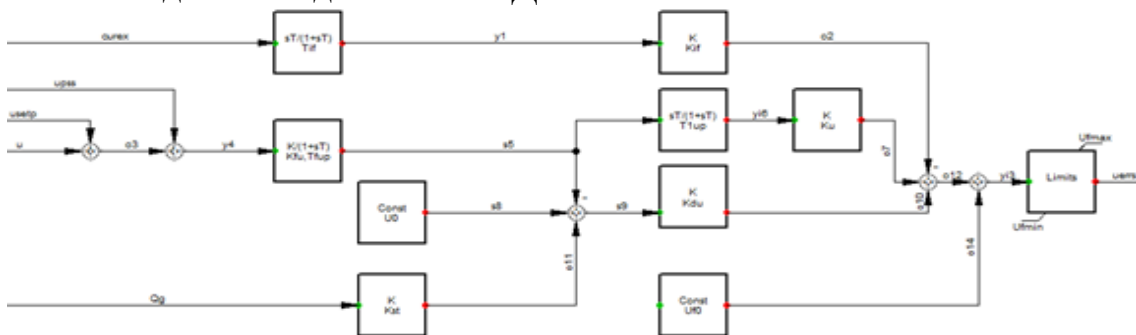 curex
sT/(1+sT)
Tif
y1
K
Kif
o2
upss
usetp
u
o3
y4
K/(1+sT)
Kfu,Tfup
s5
sT/(1+sT)
T1up
yi6
K
Ku
o7
o12
yi3
Ufmax
Limits
Ufmin
uerrs
Const
U0
s8
s9
K
Kdu
o10
o11
o14
Qg
K
Kst
Const
Uf0